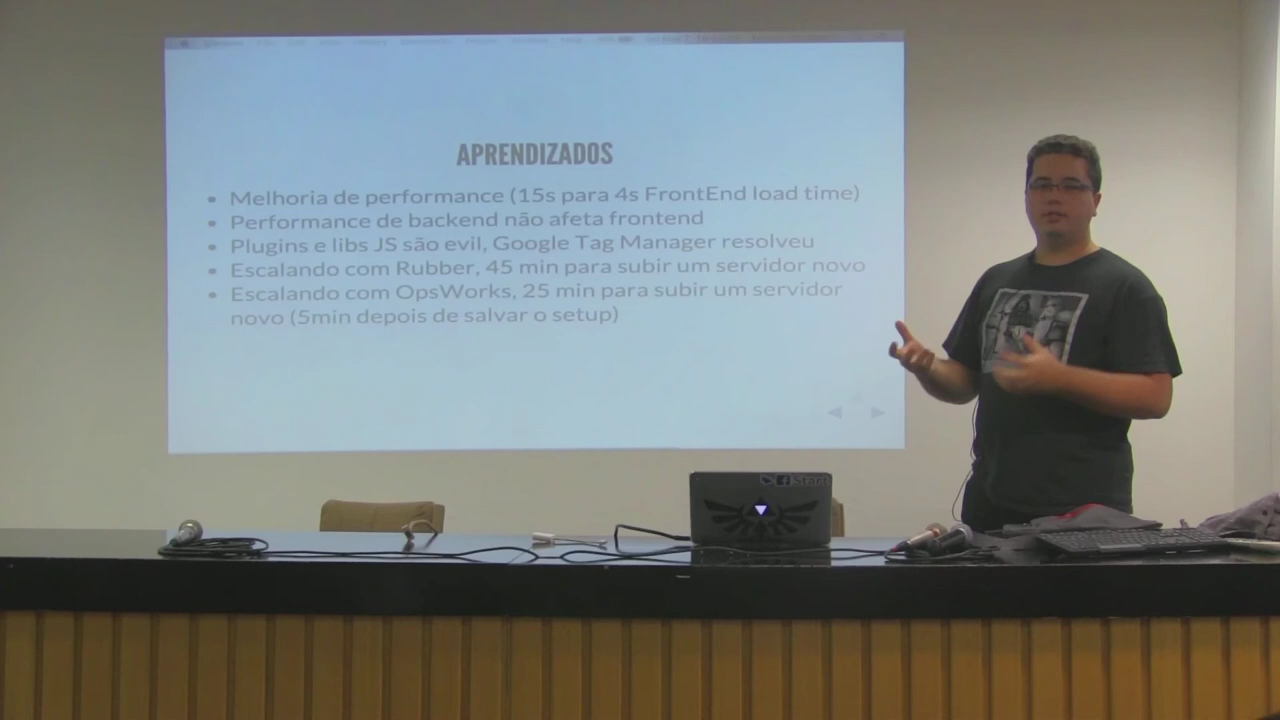 APRENDIZADOS
• Melhoria de performance (15s para 4s FrontEnd load time)
• Performance de backend não afeta frontend
• Plugins e libs JS são evil, Google Tag Manager resolveu
• Escalando com Rubber, 45 min para subir um servidor novo
• Escalando com OpsWorks, 25 min para subir um servidor
novo (5min depois de salvar o setup)
f Start